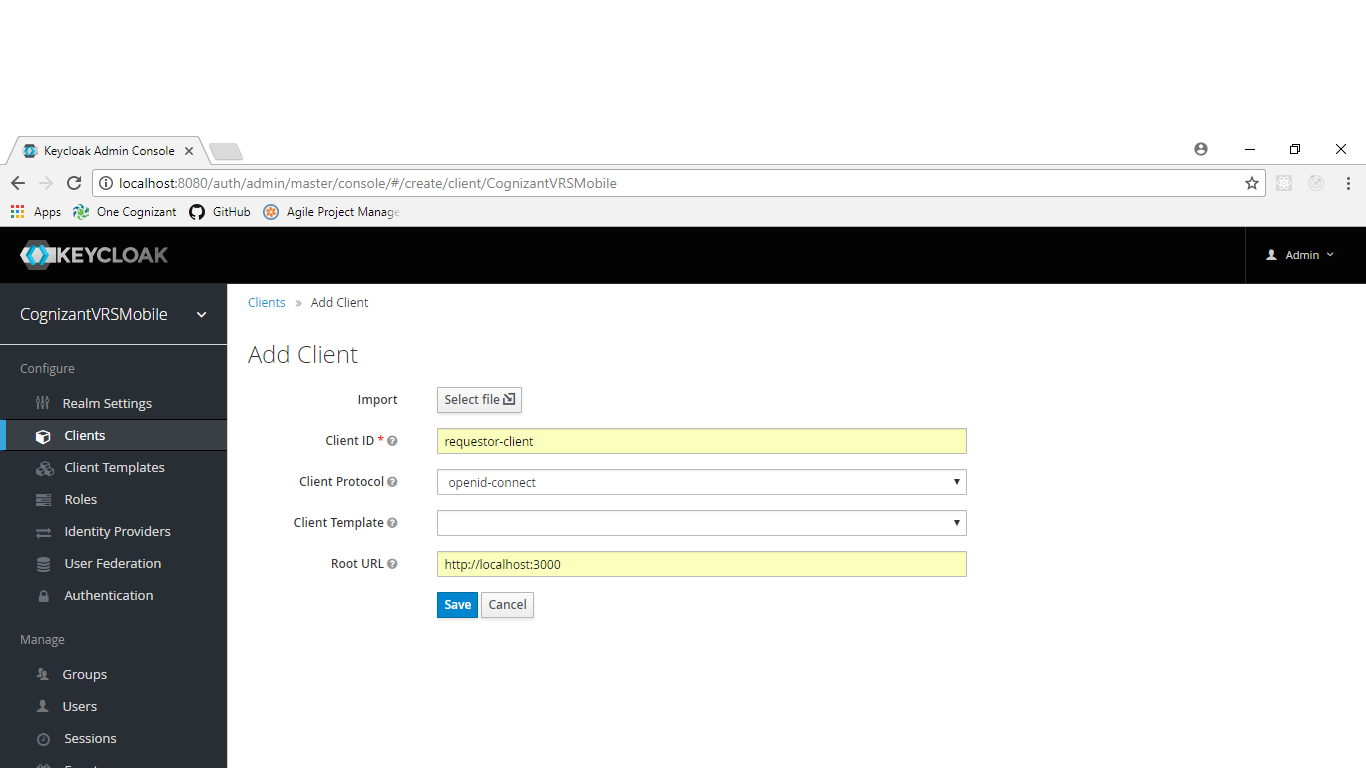 Keycloak Admin Console
localhost:8080/auth/admin/master/console/#/create/client/CognizantVRSMobile
Apps One Cognizant GitHub Agile Project Manage
KEYCLOAK Admin
CognizantVRSMobile
Clients » Add Client
Add Client
Configure
Realm Settings
Clients
Client Templates
Roles
Identity Providers
User Federation
Authentication
Manage
Groups
Users
Sessions
Import Select file
Client ID * requestor-client
Client Protocol openid-connect
Client Template
Root URL http://localhost:3000
Save Cancel